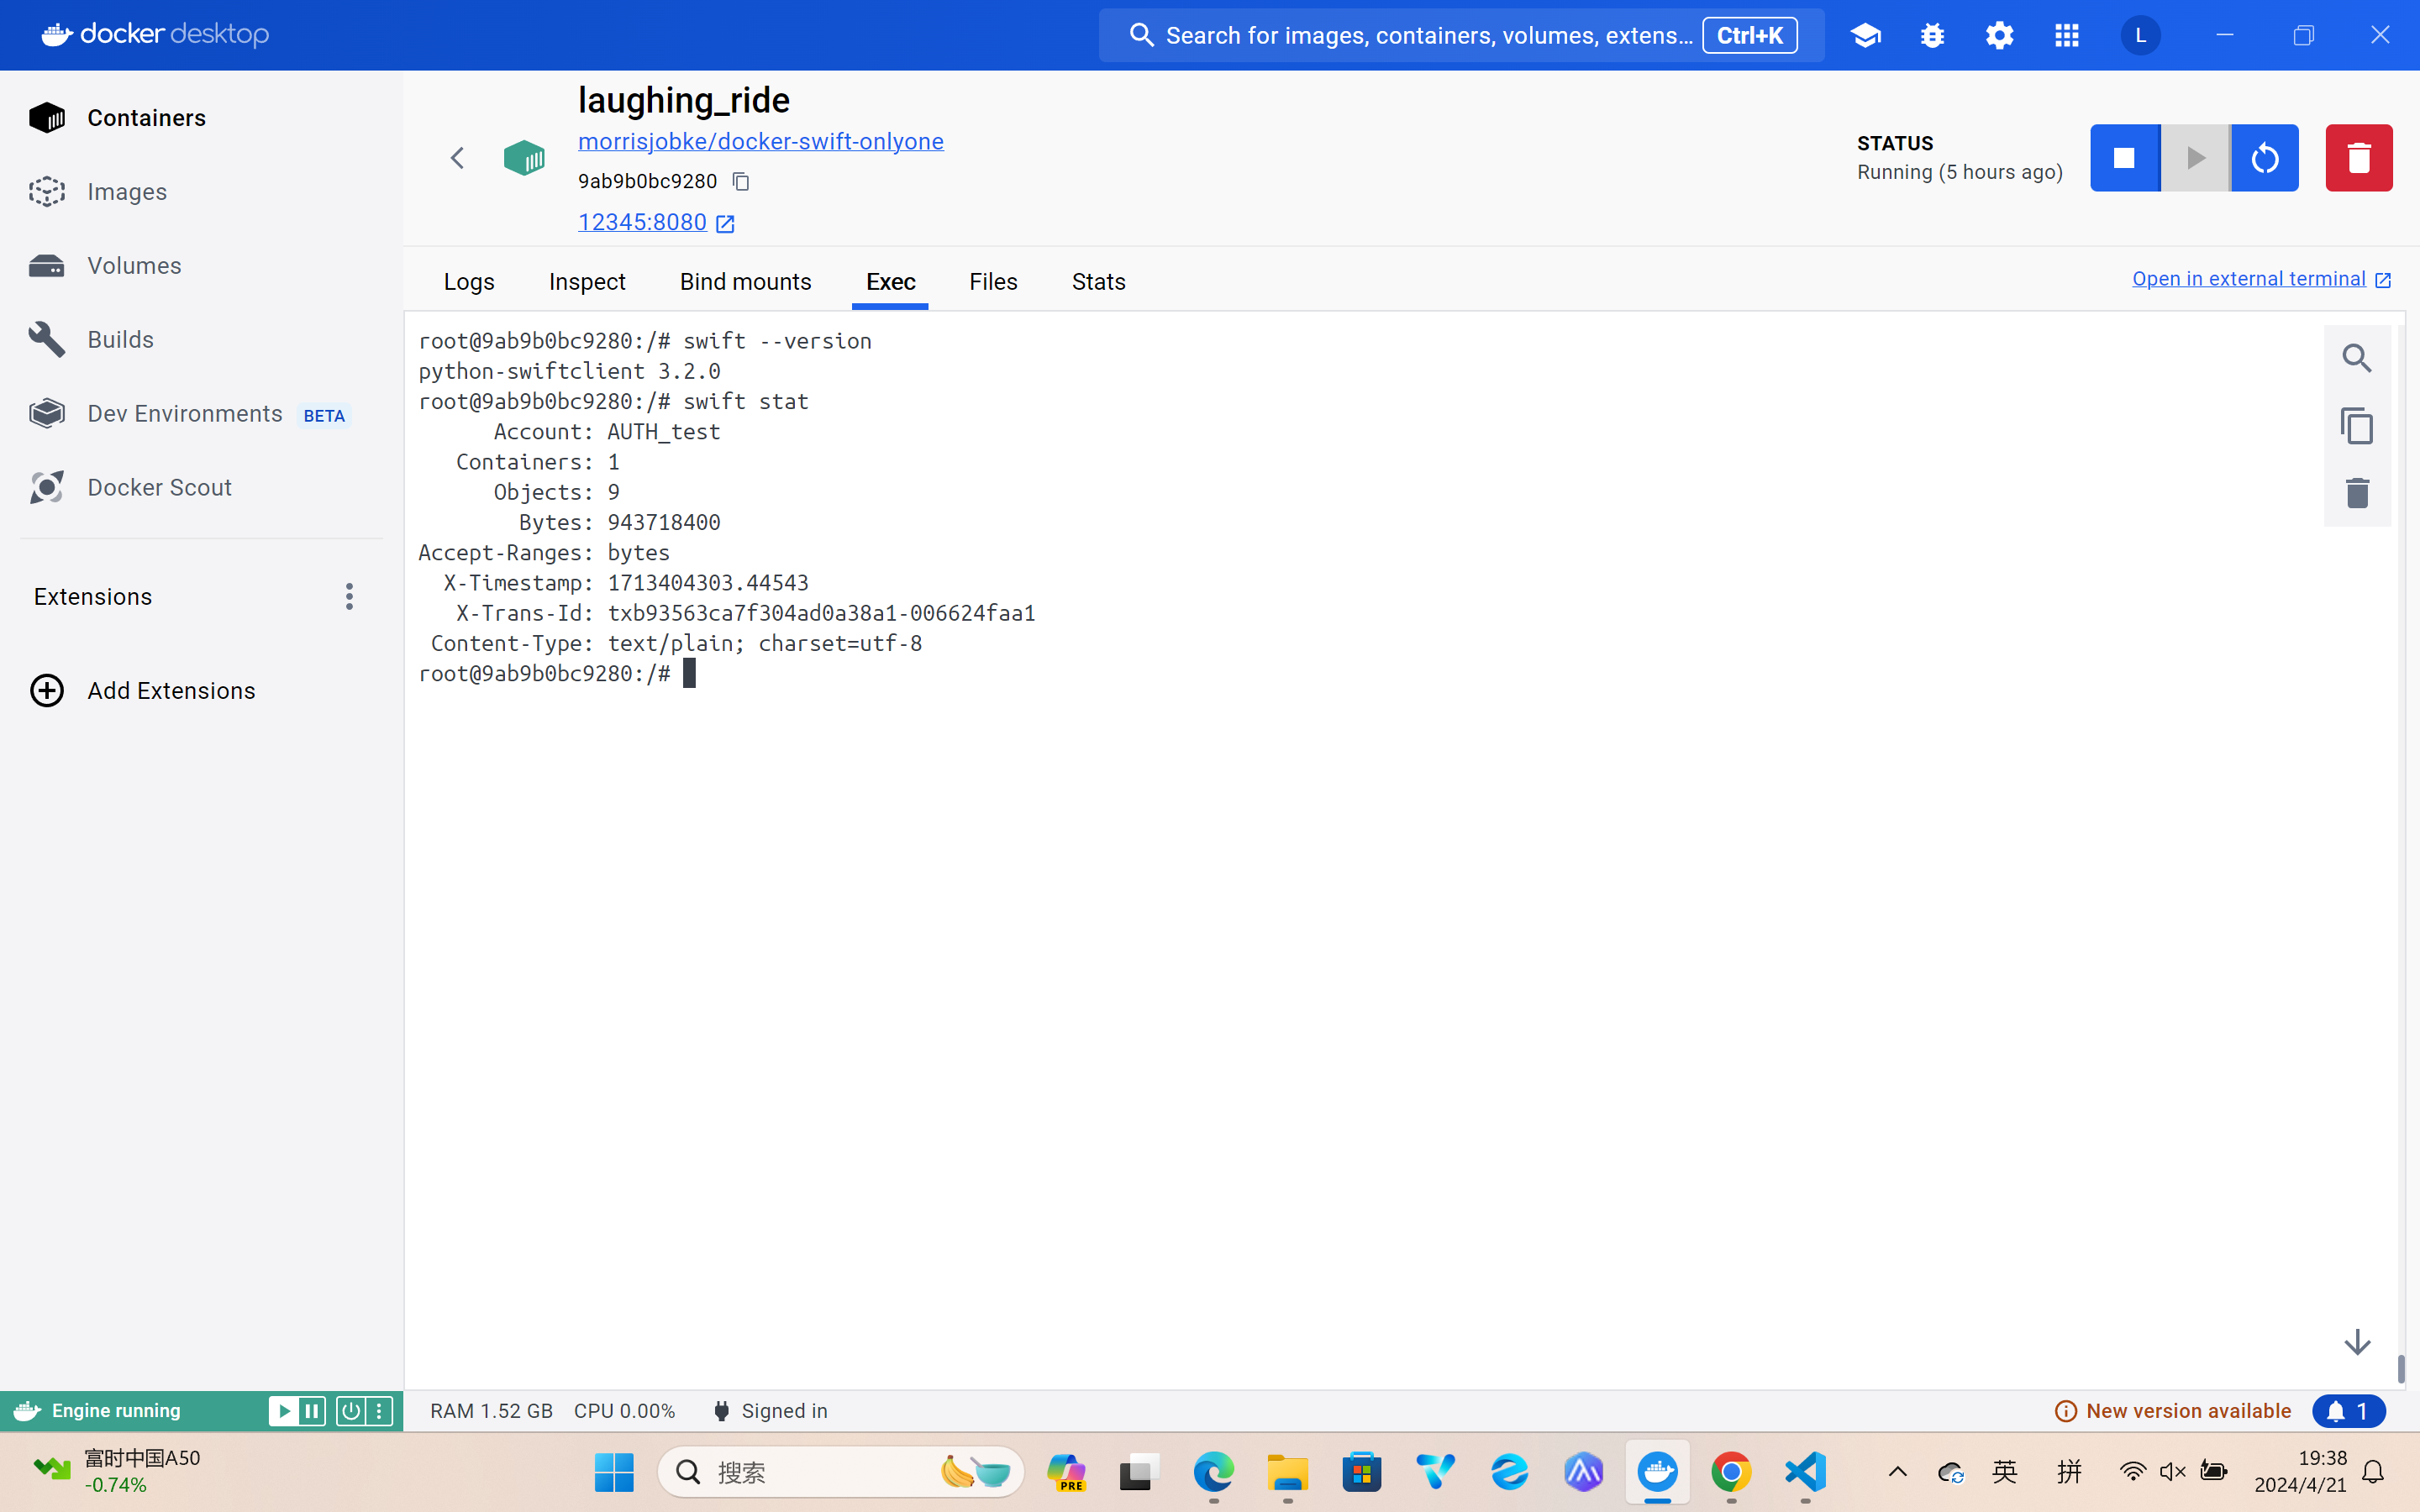 docker desktop
Search for images, containers, volumes, extens... Ctrl+K
L
Containers
Images
Volumes
Builds
Dev Environments BETA
Docker Scout
Extensions
Add Extensions
laughing_ride
morrisjobke/docker-swift-onlyone
9ab9b0bc9280
12345:8080
STATUS
Running (5 hours ago)
Logs Inspect Bind mounts Exec Files Stats
Open in external terminal
root@9ab9b0bc9280:/# swift --version
python-swiftclient 3.2.0
root@9ab9b0bc9280:/# swift stat
Account: AUTH_test
Containers: 1
Objects: 9
Bytes: 943718400
Accept-Ranges: bytes
X-Timestamp: 1713404303.44543
X-Trans-Id: txb93563ca7f304ad0a38a1-006624faa1
Content-Type: text/plain; charset=utf-8
root@9ab9b0bc9280:/#
Engine running
RAM 1.52 GB CPU 0.00% Signed in
New version available
1
富时中国A50
-0.74%
搜索
PRE
英
拼
19:38
2024/4/21